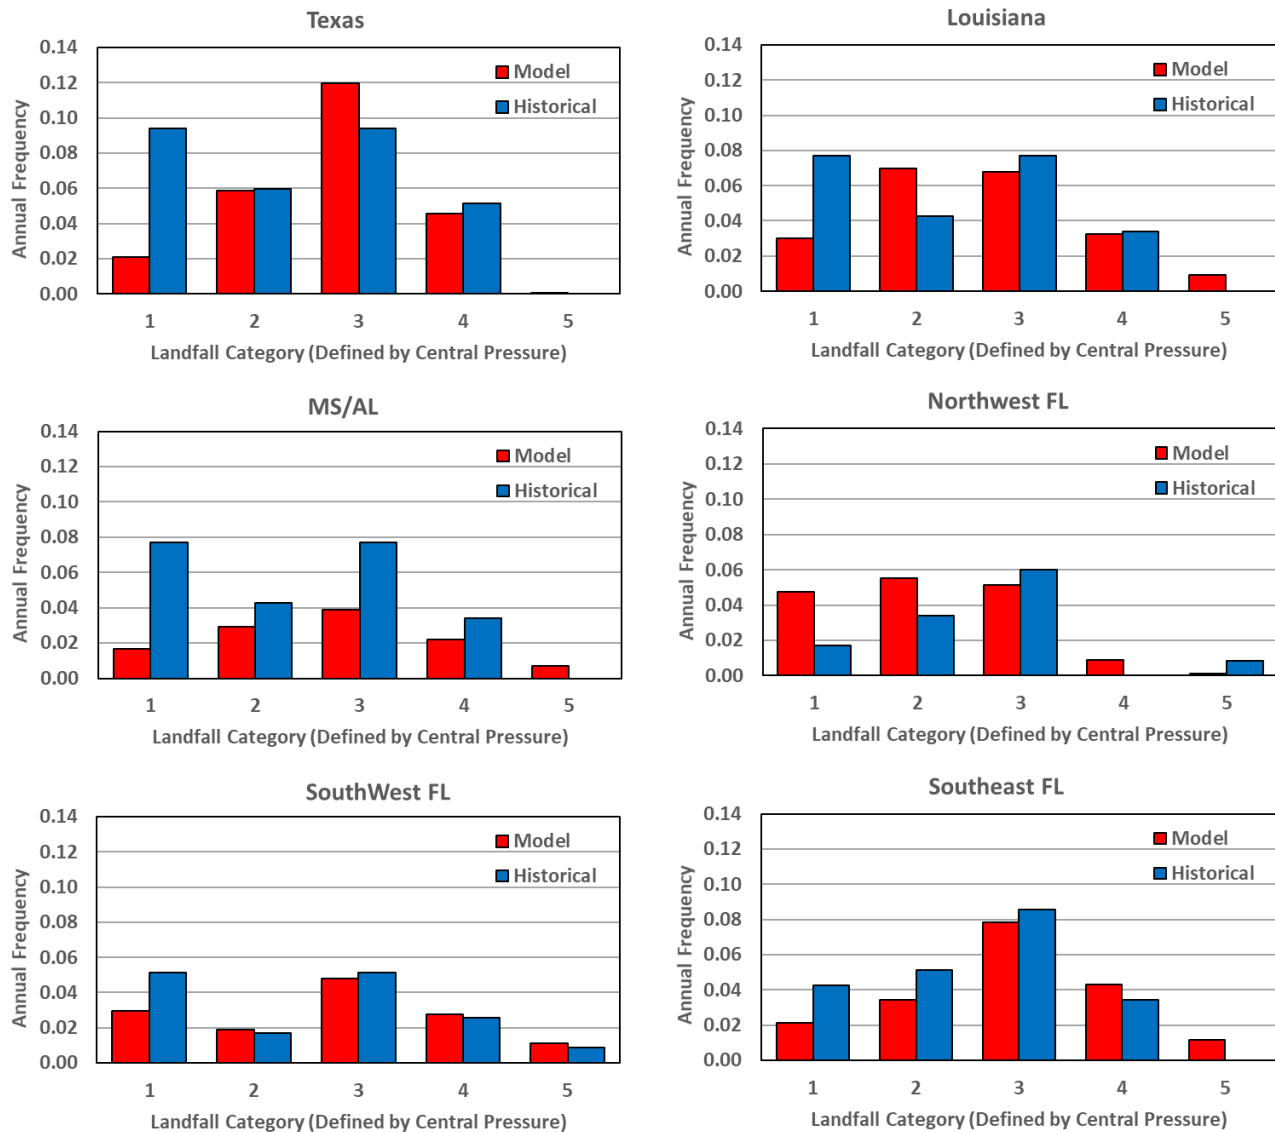 Texas
0.14
0.12
0.10
0.08
0.06
0.04
0.02
0.00
Annual Frequency
Model
Historical
1 2 3 4 5
Landfall Category (Defined by Central Pressure)
Louisiana
0.14
0.12
0.10
0.08
0.06
0.04
0.02
0.00
Annual Frequency
Model
Historical
1 2 3 4 5
Landfall Category (Defined by Central Pressure)
MS/AL
0.14
0.12
0.10
0.08
0.06
0.04
0.02
0.00
Annual Frequency
Model
Historical
1 2 3 4 5
Landfall Category (Defined by Central Pressure)
Northwest FL
0.14
0.12
0.10
0.08
0.06
0.04
0.02
0.00
Annual Frequency
Model
Historical
1 2 3 4 5
Landfall Category (Defined by Central Pressure)
SouthWest FL
0.14
0.12
0.10
0.08
0.06
0.04
0.02
0.00
Annual Frequency
Model
Historical
1 2 3 4 5
Landfall Category (Defined by Central Pressure)
Southeast FL
0.14
0.12
0.10
0.08
0.06
0.04
0.02
0.00
Annual Frequency
Model
Historical
1 2 3 4 5
Landfall Category (Defined by Central Pressure)